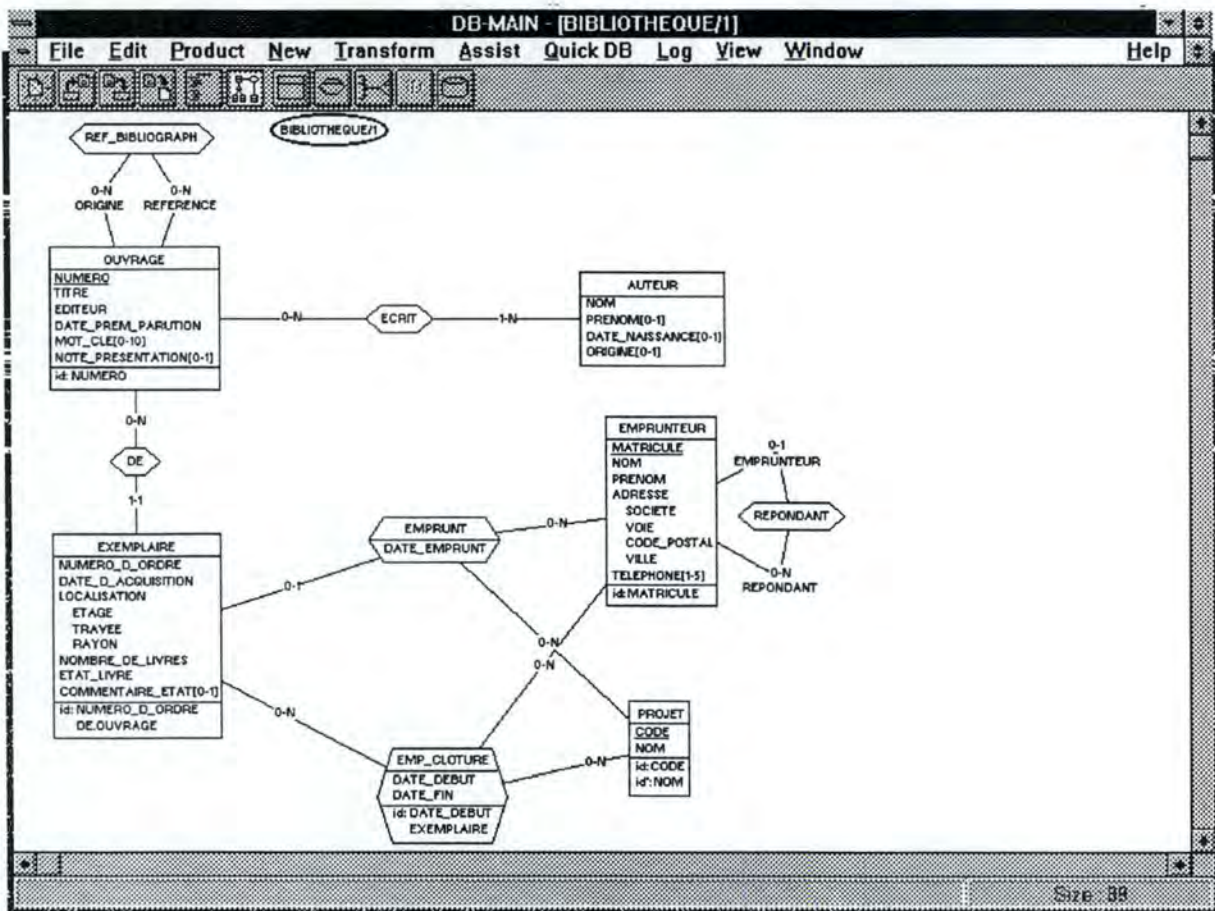 DB-MAIN - [BIBLIOTHEQUE/1]
File Edit Product New Transform Assist Quick DB Log View Window Help
REF_BIBLIOGRAPH
BIBLIOTHEQUE/1
0-N 0-N
ORIGINE REFERENCE
OUVRAGE
NUMERO
TITRE
EDITEUR
DATE_PREM_PARUTION
MOT_CLE[0-10]
NOTE_PRESENTATION[0-1]
id: NUMERO
0-N
ECRIT
1-N
AUTEUR
NOM
PRENOM[0-1]
DATE_NAISSANCE[0-1]
ORIGINE[0-1]
0-N
DE
1-1
EXEMPLAIRE
NUMERO_D_ORDRE
DATE_D_ACQUISITION
LOCALISATION
ETAGE
TRAVEE
RAYON
NOMBRE_DE_LIVRES
ETAT_LIVRE
COMMENTAIRE_ETAT[0-1]
id: NUMERO_D_ORDRE
DE.OUVRAGE
0-1
EMPRUNT
DATE_EMPRUNT
0-N
EMPRUNTEUR
MATRICULE
NOM
PRENOM
ADRESSE
SOCIETE
VOIE
CODE_POSTAL
VILLE
TELEPHONE[1-5]
id: MATRICULE
0-1
EMPRUNTEUR
REPONDANT
0-N
REPONDANT
0-N
0-N
0-N
EMP_CLOTURE
DATE_DEBUT
DATE_FIN
id: DATE_DEBUT
EXEMPLAIRE
0-N
PROJET
CODE
NOM
id: CODE
id': NOM
Size : 99